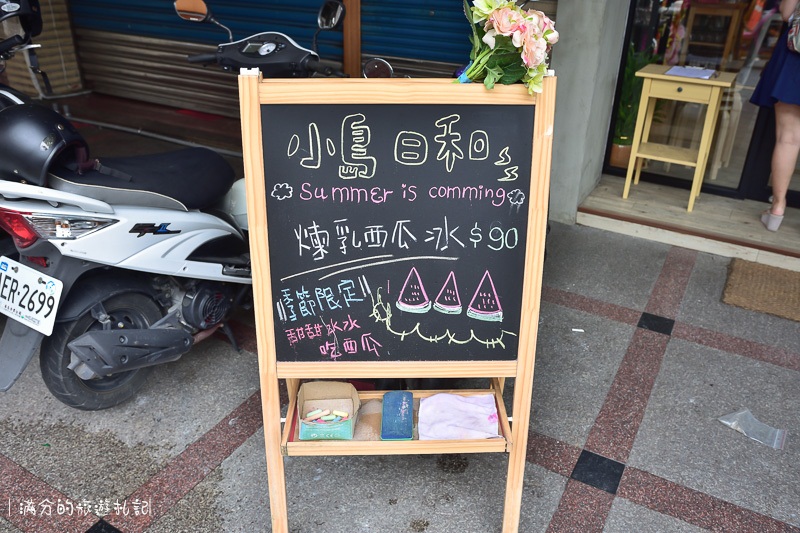 小鳥日和
Summer is comming
煉乳西瓜冰 $90
季節限定
甜甜冰冰
吃西瓜
ER-2699
滿分的旅遊札記